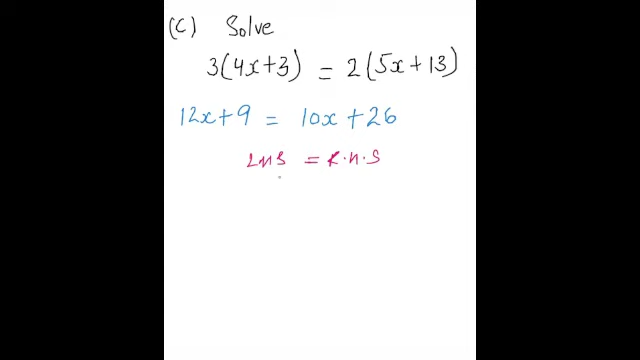 (C) Solve
3(4x+3) = 2(5x+13)
12x+9 = 10x+26
LHS = R.H.S